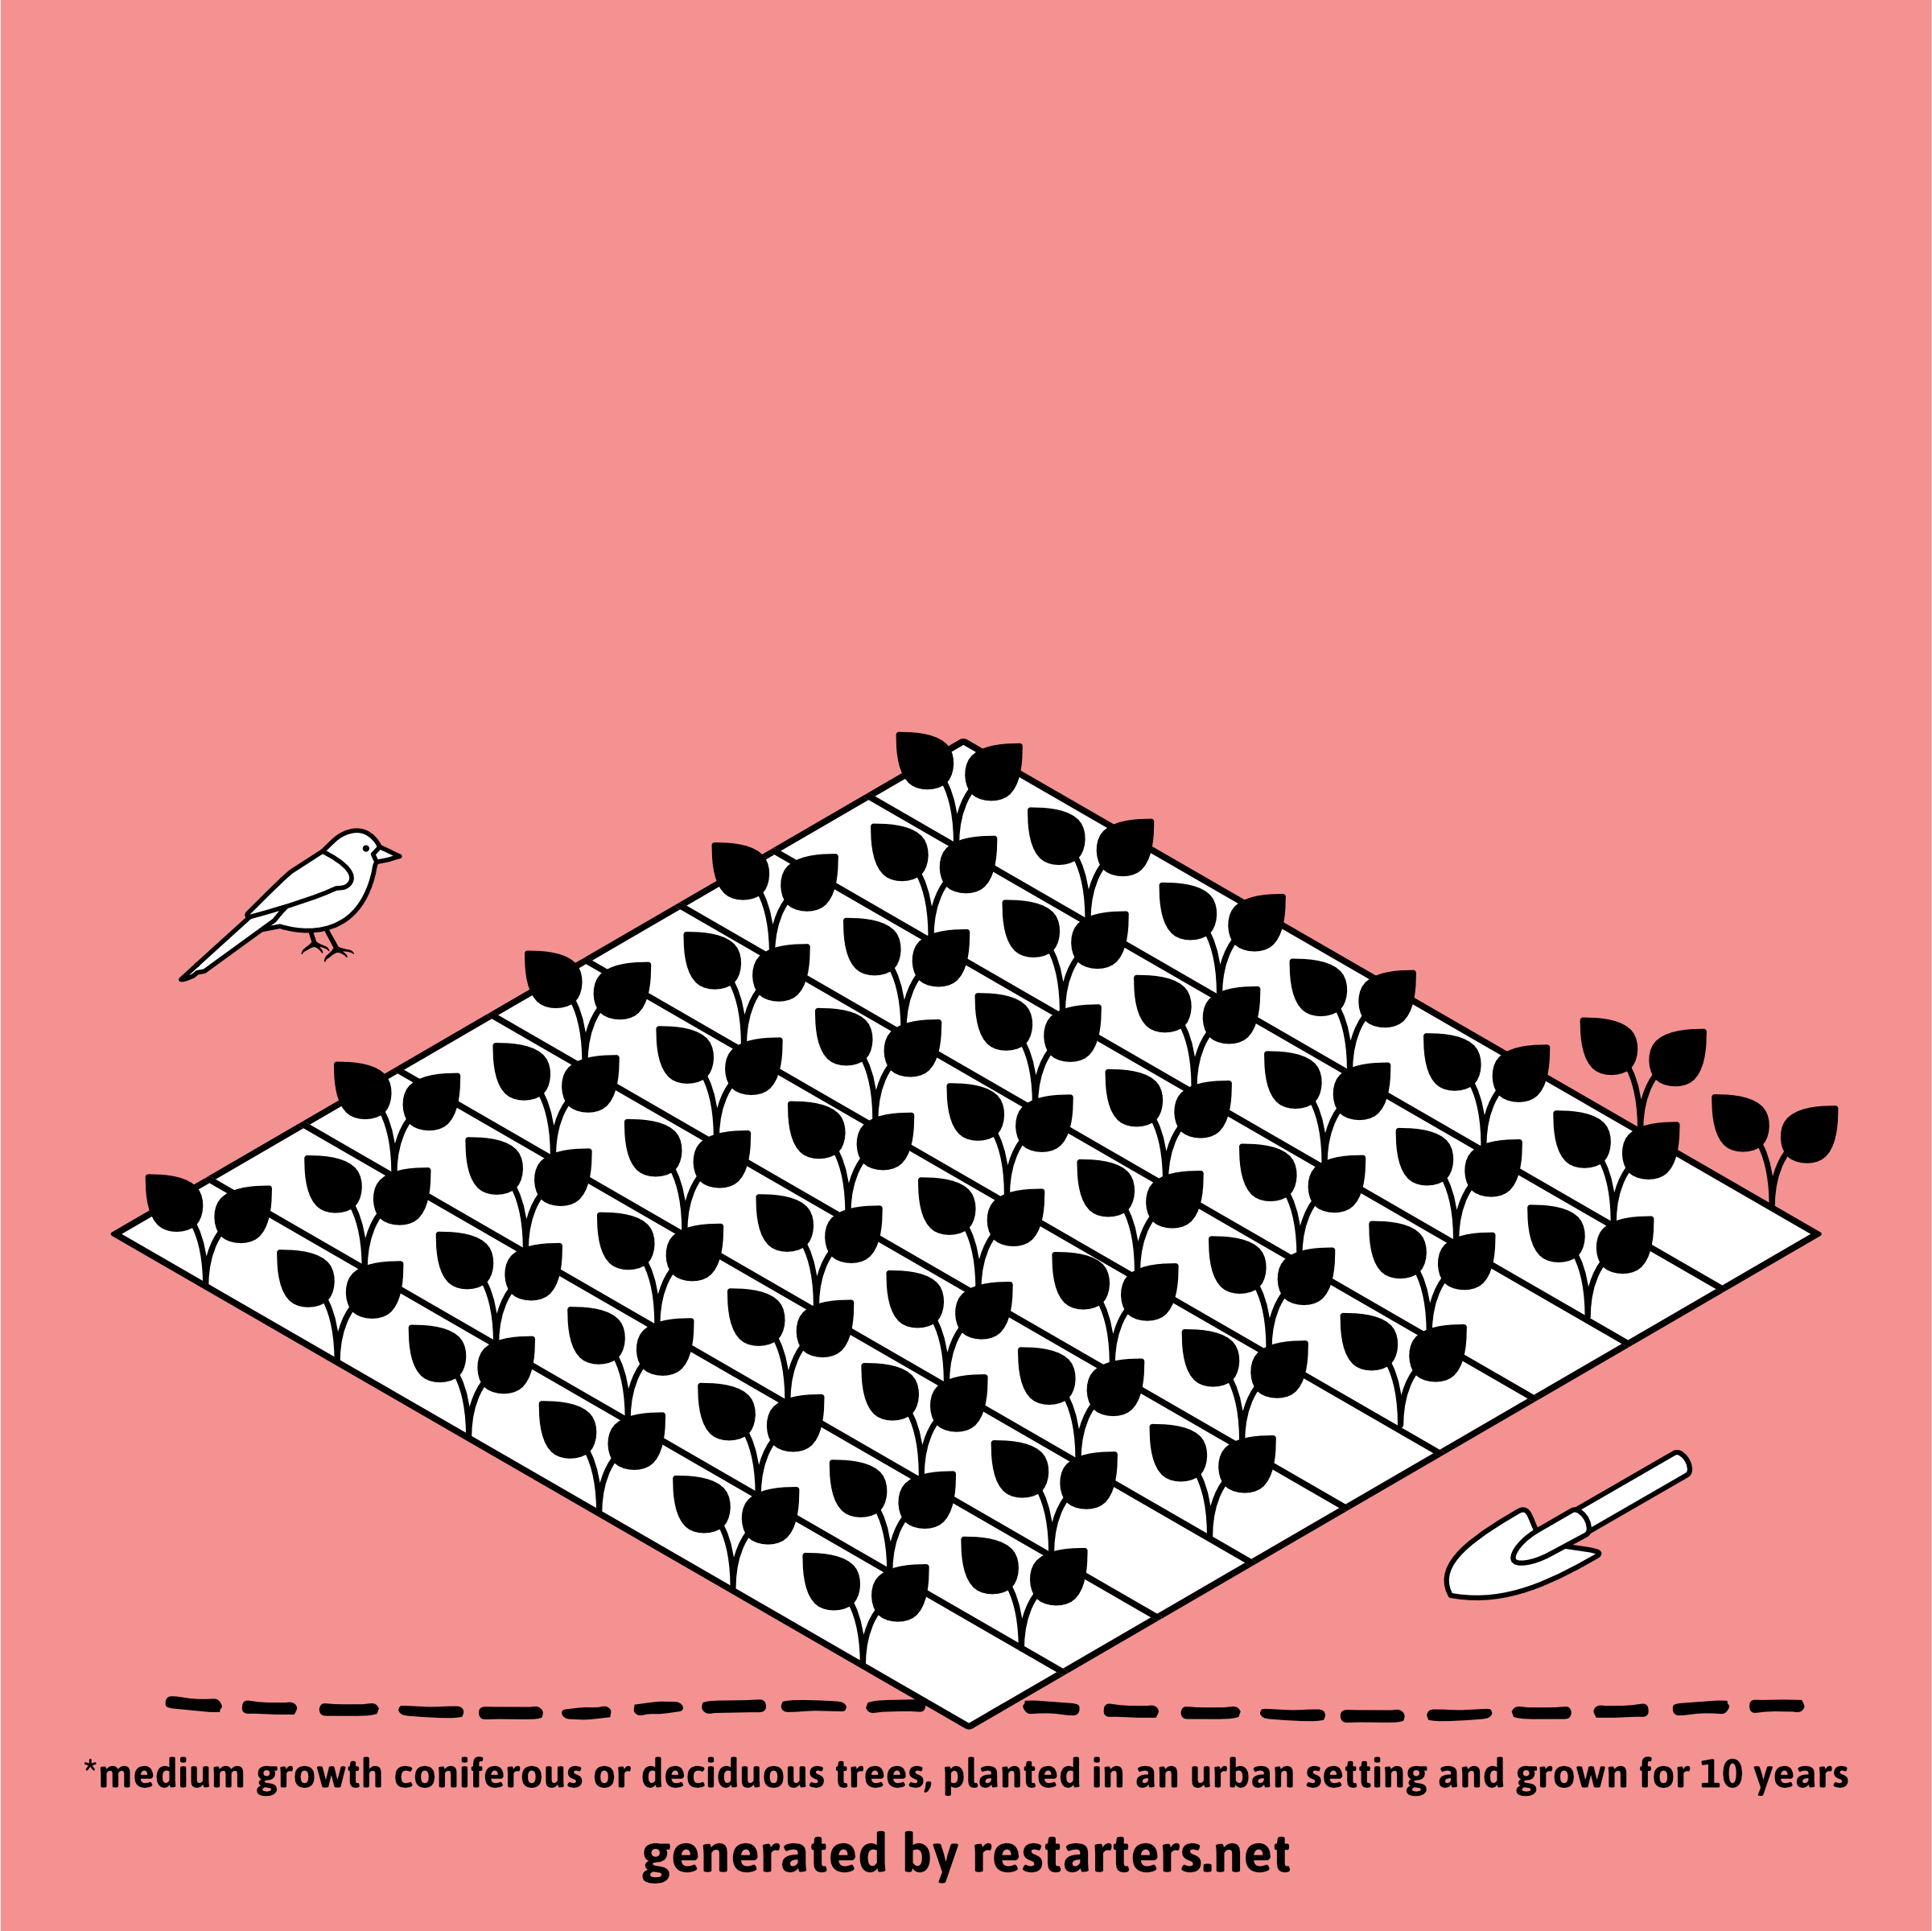 *medium growth coniferous or deciduous trees, planted in an urban setting and grown for 10 years
generated by restarters.net